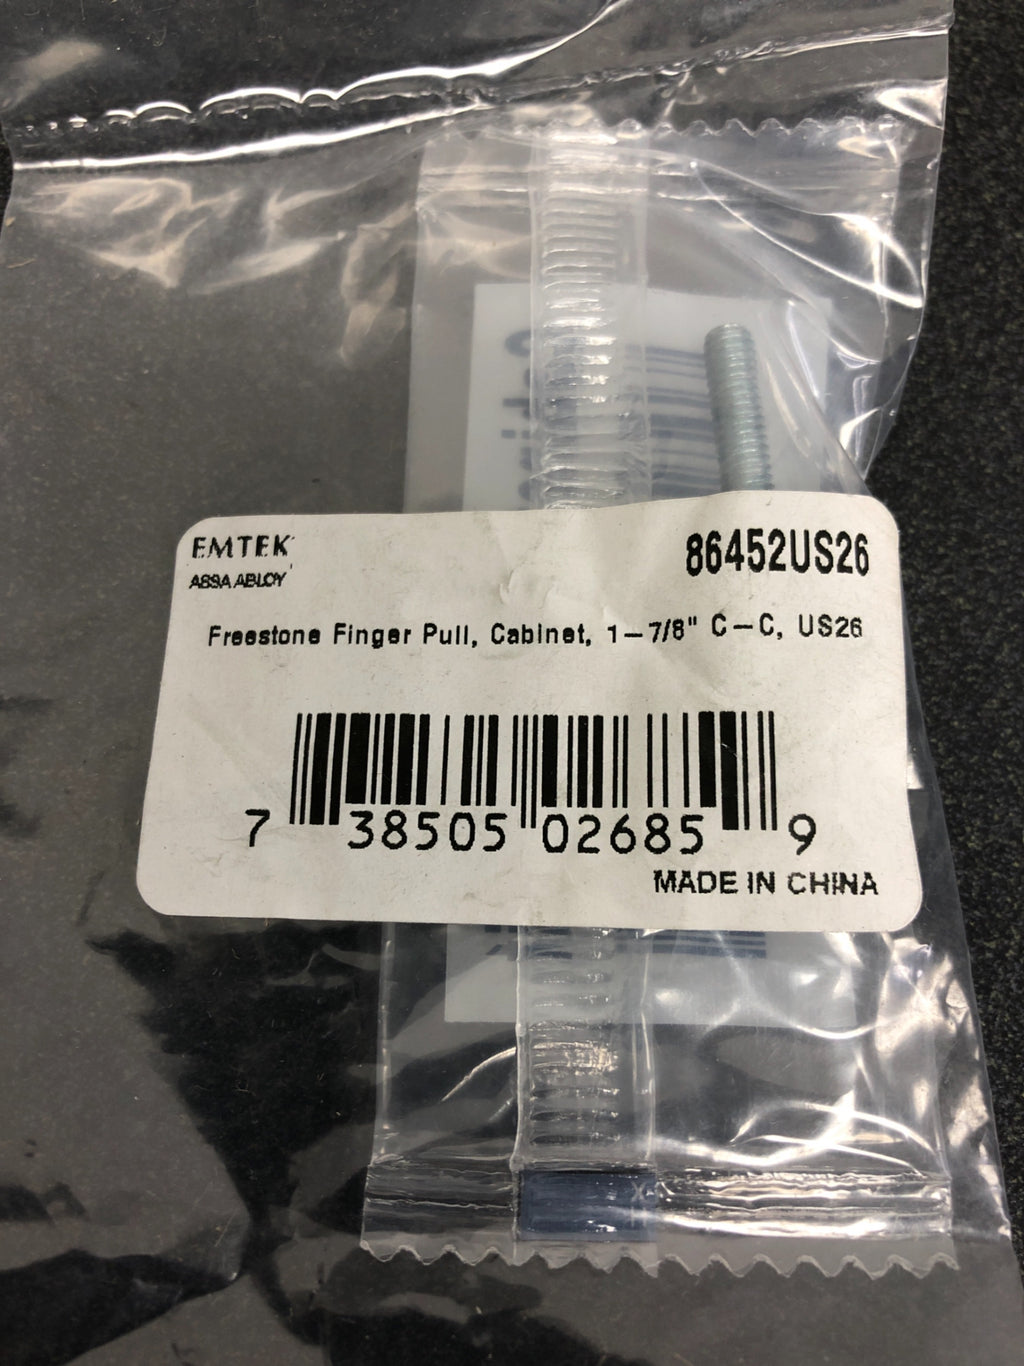 EMTEK
ASSA ABLOY
86452US26
Freestone Finger Pull, Cabinet, 1-7/8" C-C, US26
7 38505 02685 9
MADE IN CHINA